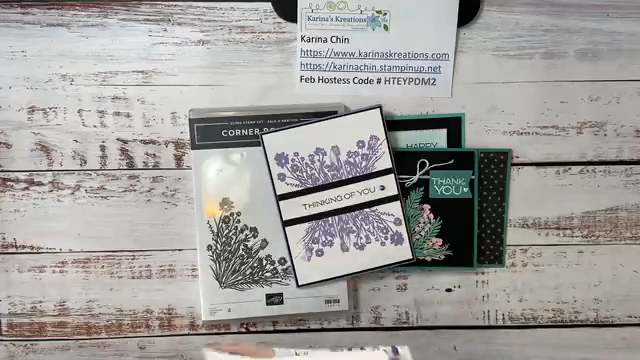 Karina's Kreations
Karina Chin
https://www.karinaskreations.com
https://karinachin.stampinup.net
Feb Hostess Code # HTEYPDM2
CORNER
HAPPY
THINKING OF YOU
THANK
YOU